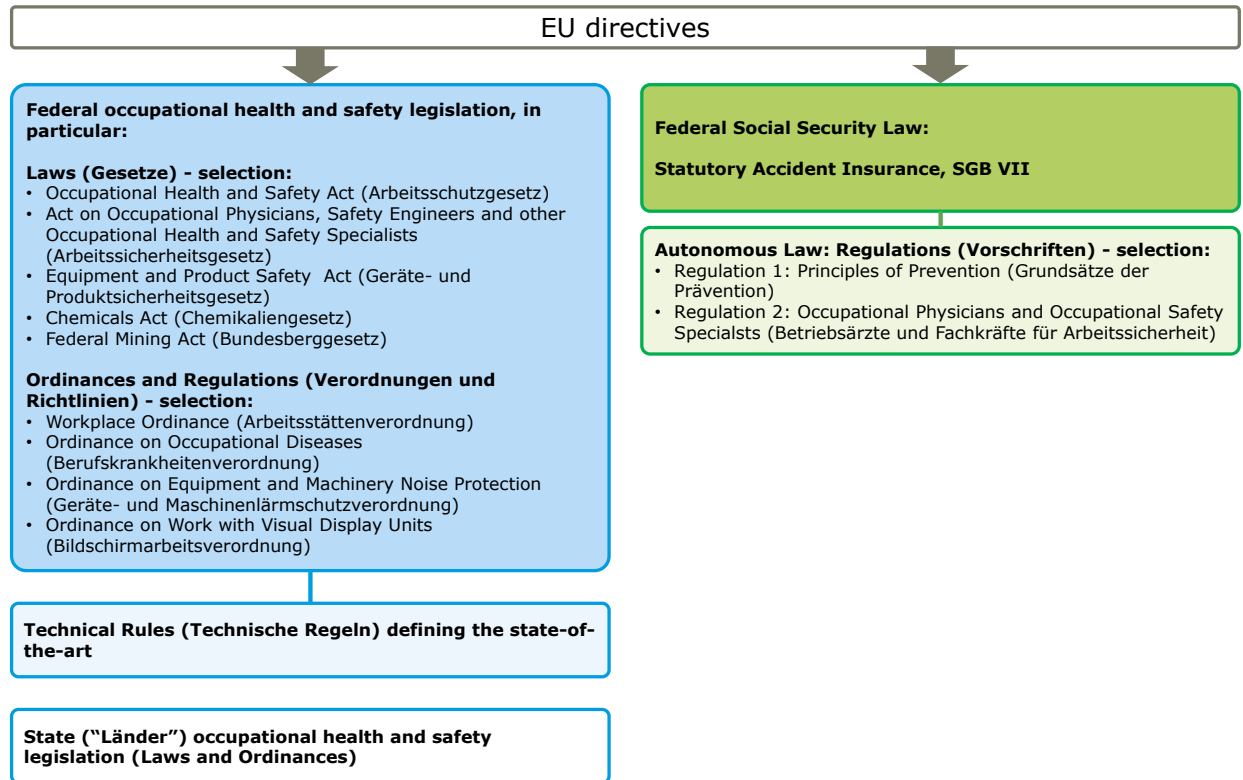 EU directives
Federal occupational health and safety legislation, in
particular:
Laws (Gesetze) - selection:
• Occupational Health and Safety Act (Arbeitsschutzgesetz)
• Act on Occupational Physicians, Safety Engineers and other
Occupational Health and Safety Specialists
(Arbeitssicherheitsgesetz)
• Equipment and Product Safety  Act (Geräte- und
Produktsicherheitsgesetz)
• Chemicals Act (Chemikaliengesetz)
• Federal Mining Act (Bundesberggesetz)
Ordinances and Regulations (Verordnungen und
Richtlinien) - selection:
• Workplace Ordinance (Arbeitsstättenverordnung)
• Ordinance on Occupational Diseases
(Berufskrankheitenverordnung)
• Ordinance on Equipment and Machinery Noise Protection
(Geräte- und Maschinenlärmschutzverordnung)
• Ordinance on Work with Visual Display Units
(Bildschirmarbeitsverordnung)
Technical Rules (Technische Regeln) defining the state-of-
the-art
State (“Länder”) occupational health and safety
legislation (Laws and Ordinances)
Federal Social Security Law:
Statutory Accident Insurance, SGB VII
Autonomous Law: Regulations (Vorschriften) - selection:
• Regulation 1: Principles of Prevention (Grundsätze der
Prävention)
• Regulation 2: Occupational Physicians and Occupational Safety
Specialsts (Betriebsärzte und Fachkräfte für Arbeitssicherheit)